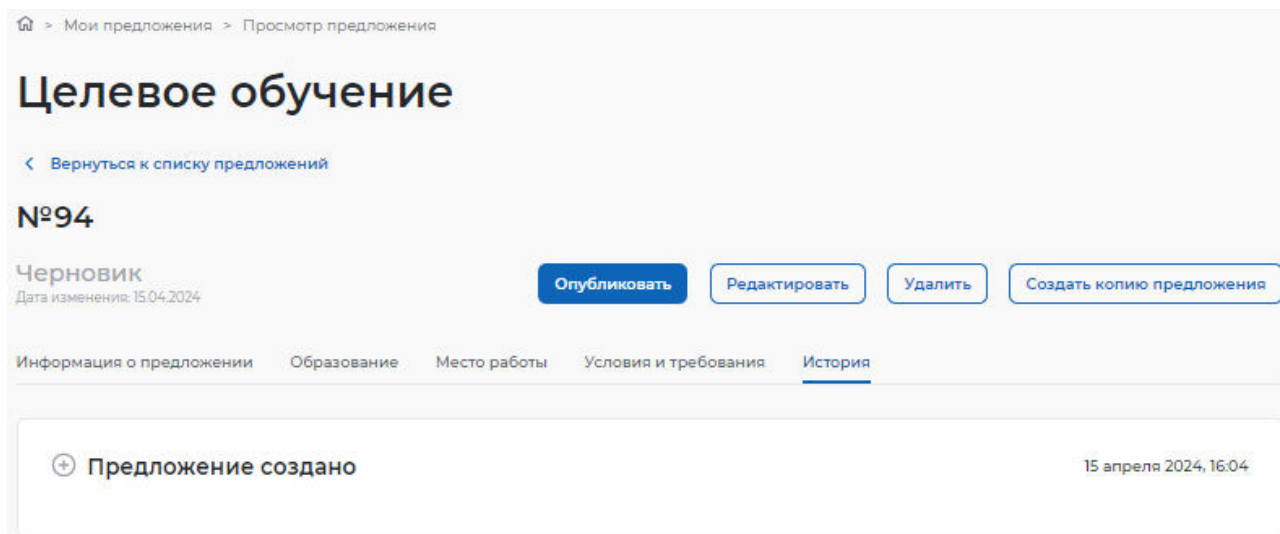 > Мои предложения > Просмотр предложения
Целевое обучение
< Вернуться к списку предложений
№94
Черновик
Дата изменения: 15.04.2024
Опубликовать Редактировать Удалить Создать копию предложения
Информация о предложении Образование Место работы Условия и требования История
Предложение создано 15 апреля 2024, 16:04